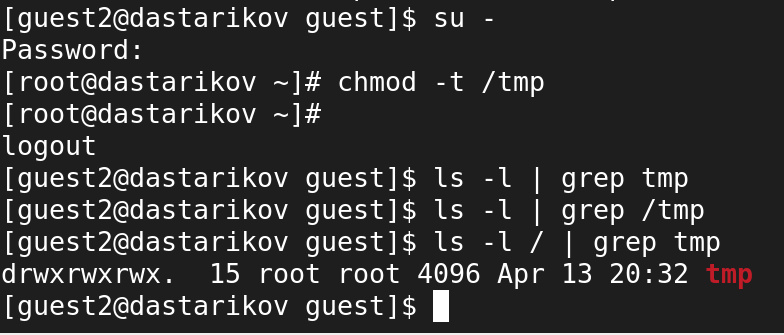 [guest2@dastarikov guest]$ su -
Password:
[root@dastarikov ~]# chmod -t /tmp
[root@dastarikov ~]#
logout
[guest2@dastarikov guest]$ ls -l | grep tmp
[guest2@dastarikov guest]$ ls -l | grep /tmp
[guest2@dastarikov guest]$ ls -l / | grep tmp
drwxrwxrwx.  15 root root 4096 Apr 13 20:32 tmp
[guest2@dastarikov guest]$